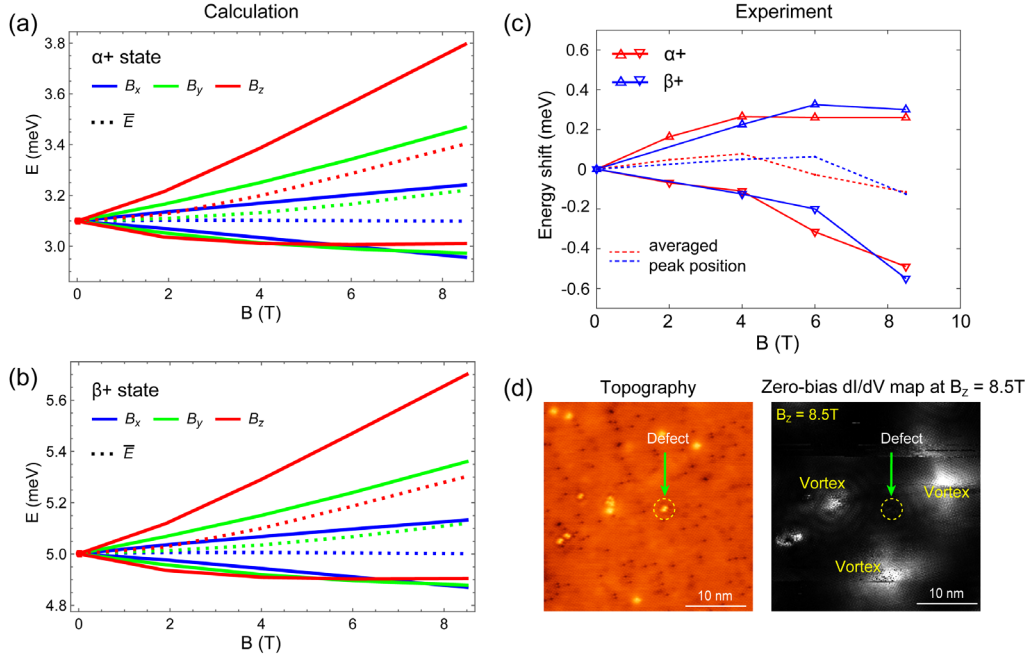 Calculation
(a)
α+ state
Bx By Bz
E̅
E (meV)
3.8
3.6
3.4
3.2
3.0
0 2 4 6 8
B (T)
(b)
β+ state
Bx By Bz
E̅
E (meV)
5.6
5.4
5.2
5.0
4.8
0 2 4 6 8
B (T)
Experiment
(c)
α+
β+
Energy shift (meV)
0.6
0.4
0.2
0
-0.2
-0.4
-0.6
averaged
peak position
0 2 4 6 8 10
B (T)
(d)
Topography
Defect
10 nm
Zero-bias dI/dV map at Bz = 8.5T
Bz = 8.5T
Defect
Vortex
Vortex
Vortex
10 nm